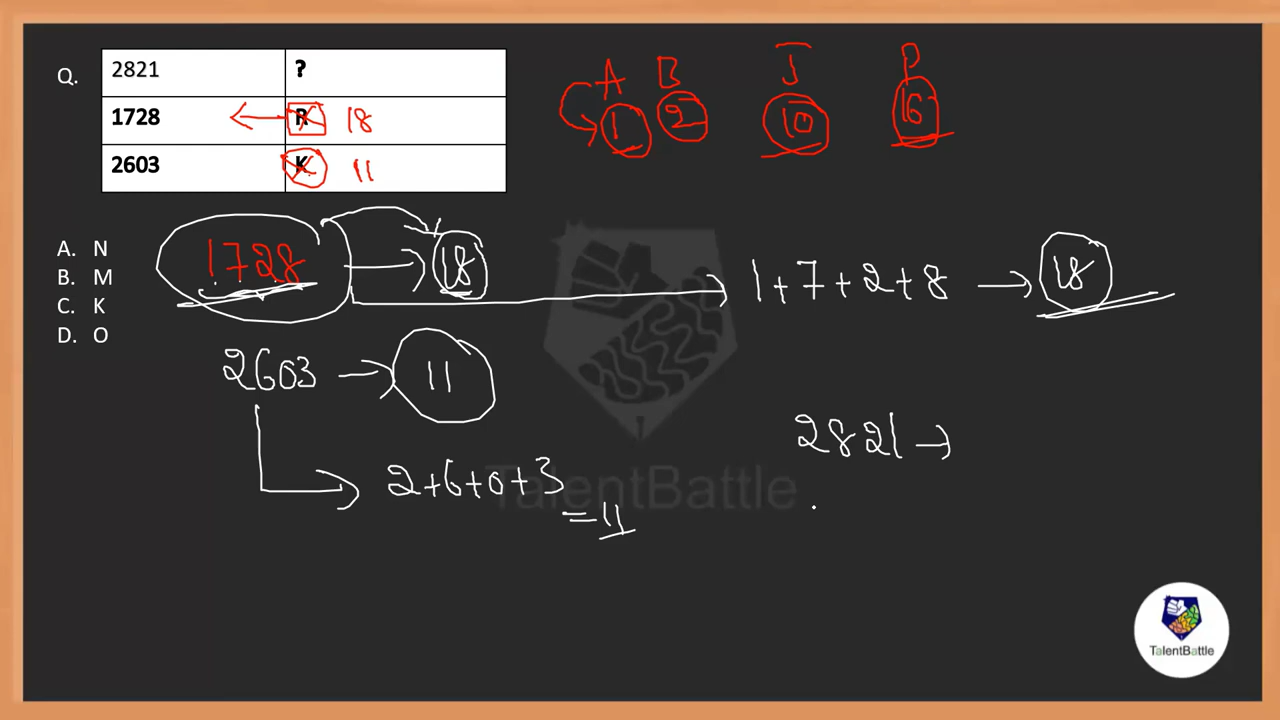 Q. 2821 ?
1728 R 18
2603 K 11
A B J P
1 2 10 16
A. N
B. M
C. K
D. O
1728 → 18 → 1+7+2+8 → 18
2603 → 11
2821 →
2+6+0+3
= 11
TalentBattle
TalentBattle